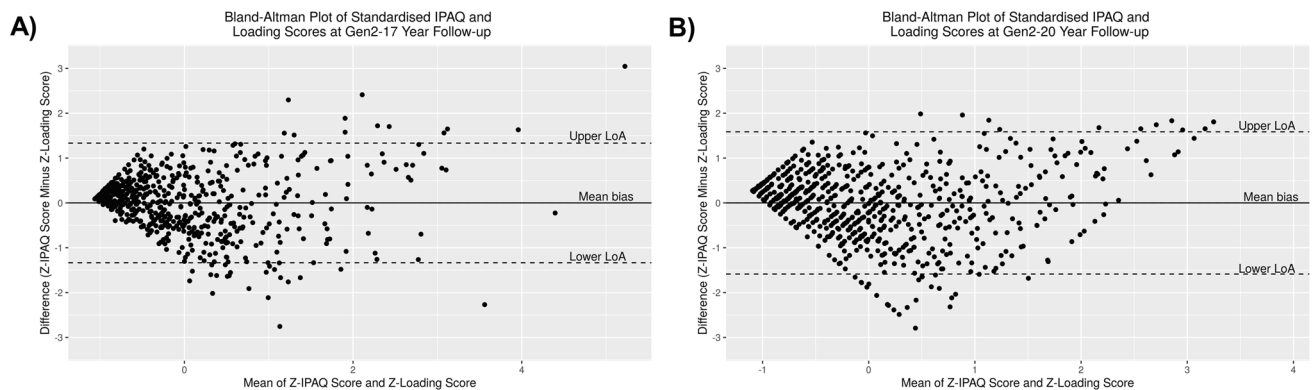 A)
Bland-Altman Plot of Standardised IPAQ and
Loading Scores at Gen2-17 Year Follow-up
Difference (Z-IPAQ Score Minus Z-Loading Score)
3
2
1
0
-1
-2
-3
Upper LoA
Mean bias
Lower LoA
0
2
4
Mean of Z-IPAQ Score and Z-Loading Score
B)
Bland-Altman Plot of Standardised IPAQ and
Loading Scores at Gen2-20 Year Follow-up
Difference (Z-IPAQ Score Minus Z-Loading Score)
3
2
1
0
-1
-2
-3
Upper LoA
Mean bias
Lower LoA
-1
0
1
2
3
4
Mean of Z-IPAQ Score and Z-Loading Score